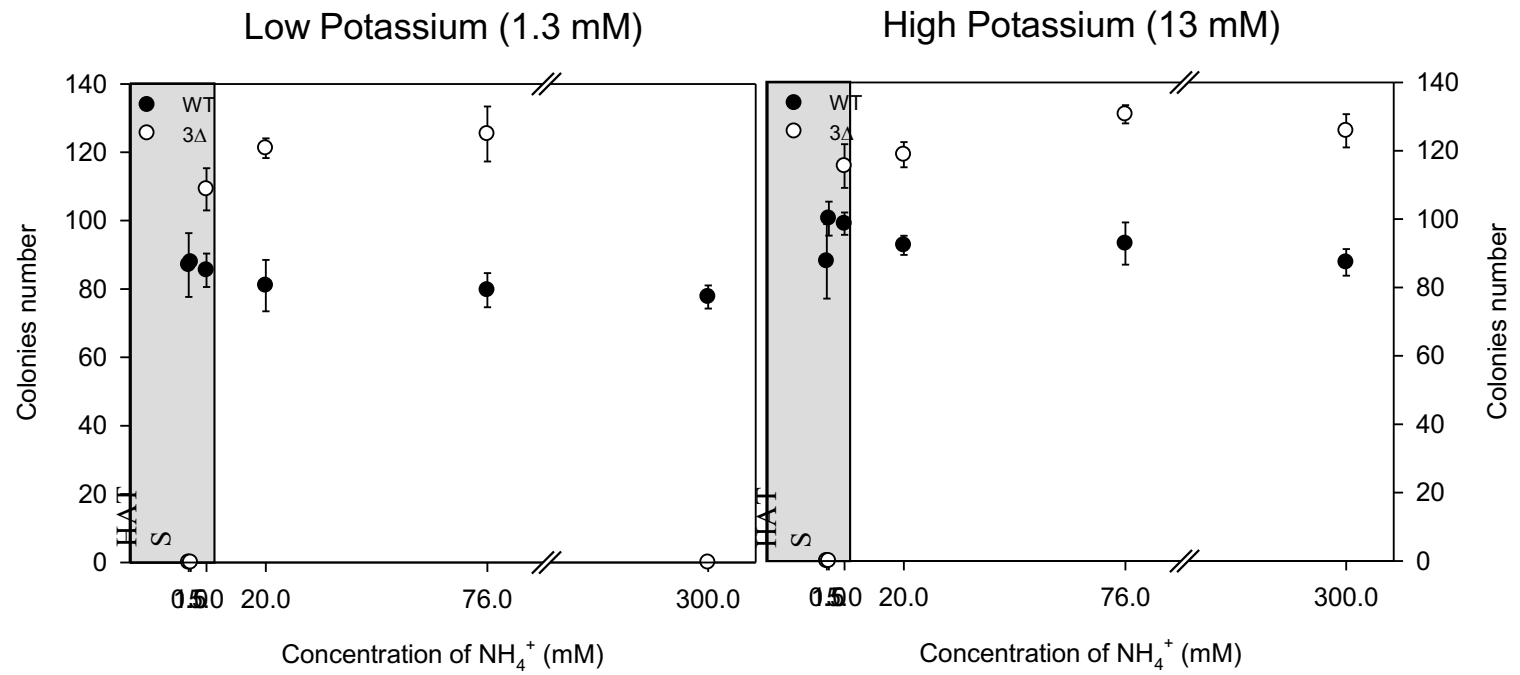 Low Potassium (1.3 mM)
High Potassium (13 mM)
140
120
100
80
60
40
20
0
Colonies number
WT
3Δ
HAT
S
20.0
76.0
300.0
Concentration of NH4+ (mM)
WT
3Δ
HAT
S
20.0
76.0
300.0
Concentration of NH4+ (mM)
140
120
100
80
60
40
20
0
Colonies number